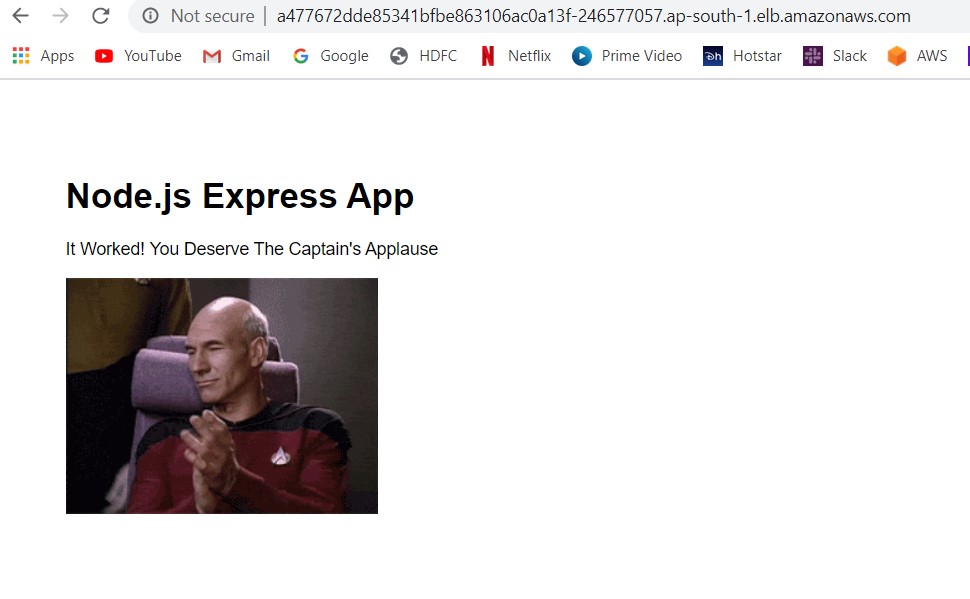 Not secure | a477672dde85341bfbe863106ac0a13f-246577057.ap-south-1.elb.amazonaws.com
Apps YouTube Gmail Google HDFC Netflix Prime Video Hotstar Slack AWS
Node.js Express App
It Worked! You Deserve The Captain's Applause